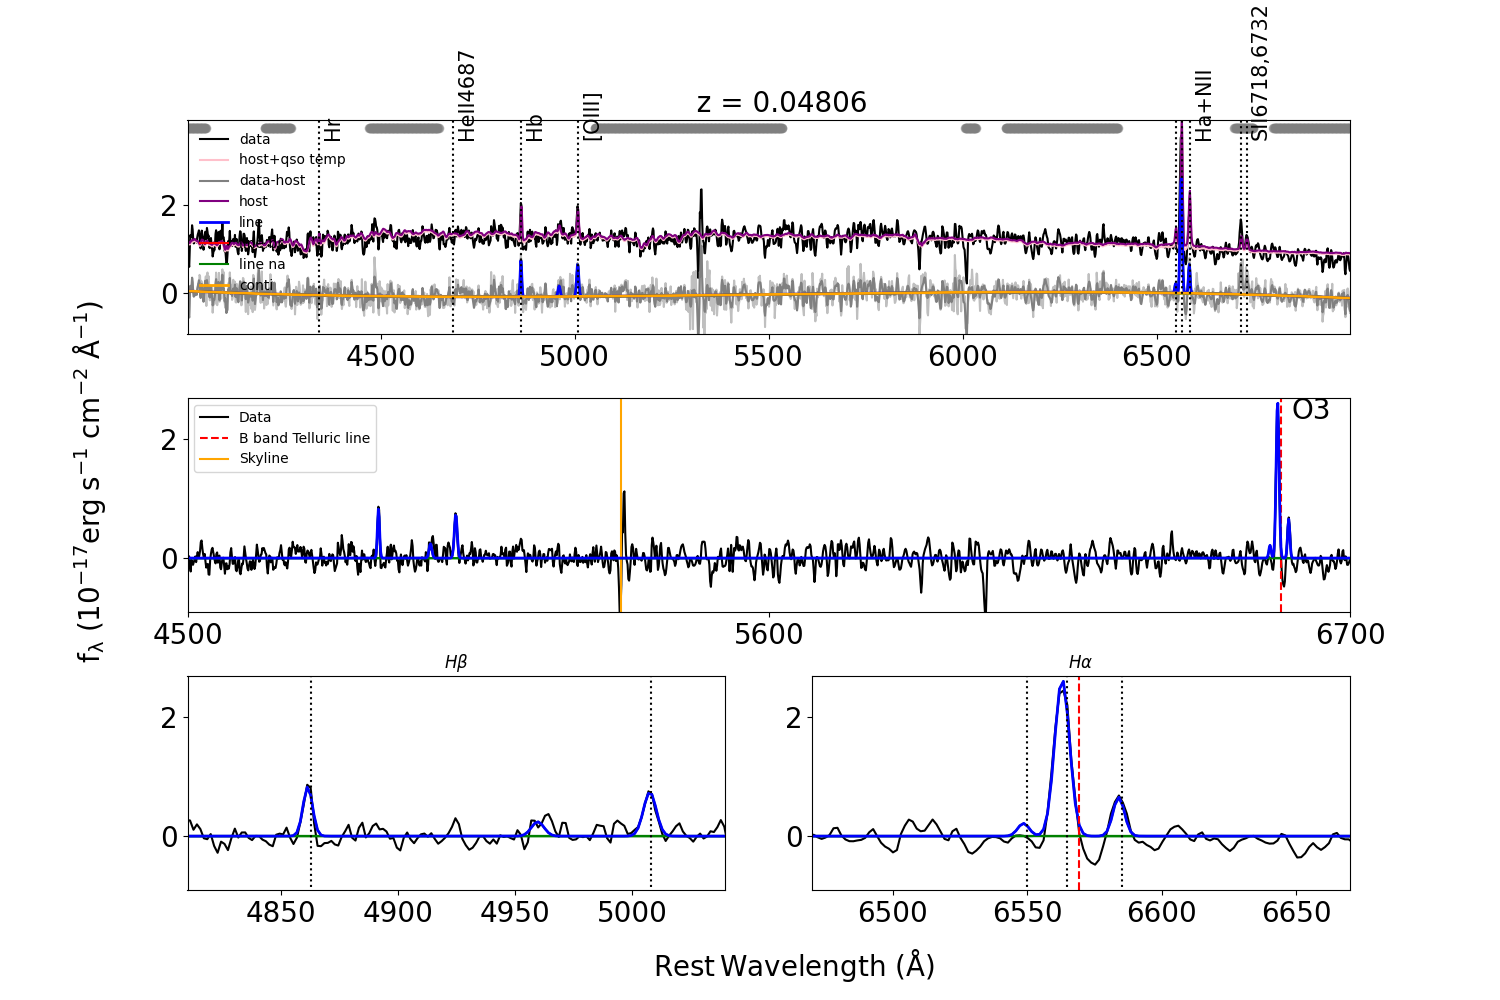 z = 0.04806
Hr
HeII4687
Hb
[OIII]
Ha+NII
SII6718,6732
data
host+qso temp
data-host
host
line
line na
conti
2
0
4500 5000 5500 6000 6500
Data
B band Telluric line
Skyline
O3
2
0
4500 5600 6700
fλ (10⁻¹⁷erg s⁻¹ cm⁻² Å⁻¹)
Hβ
2
0
4850 4900 4950 5000
Hα
2
0
6500 6550 6600 6650
Rest Wavelength (Å)